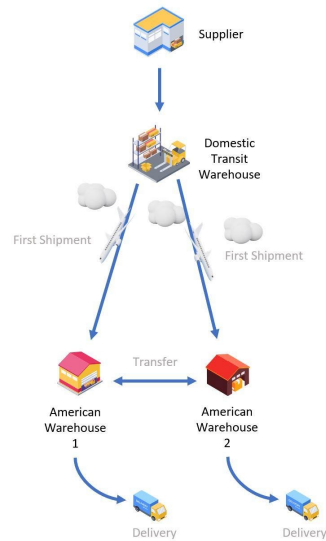 Supplier
Domestic
Transit
Warehouse
First Shipment
First Shipment
Transfer
American
Warehouse
1
American
Warehouse
2
Delivery
Delivery